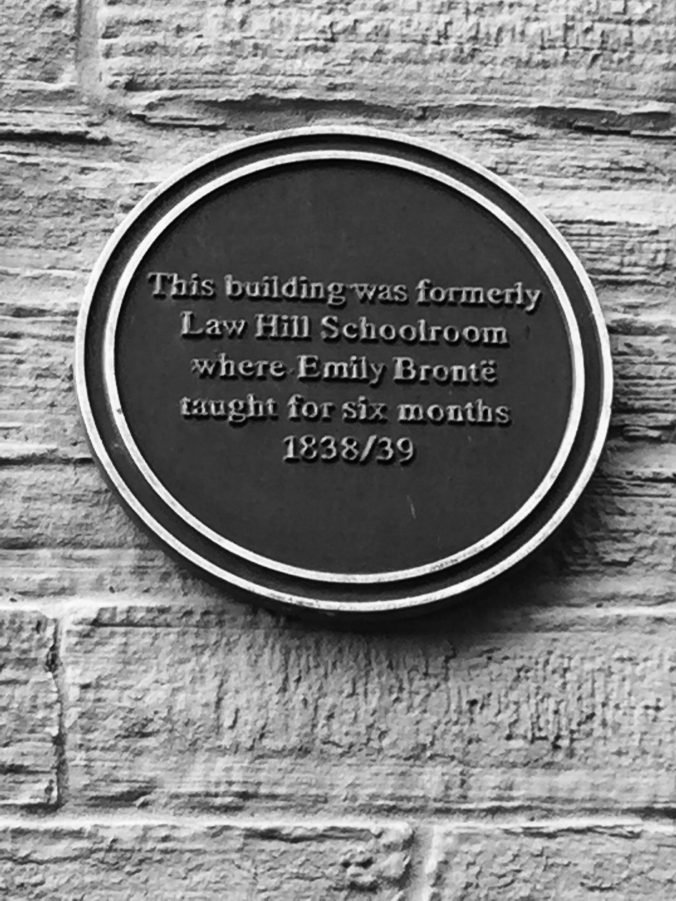 This building was formerly
Law Hill Schoolroom
where Emily Brontë
taught for six months
1838/39